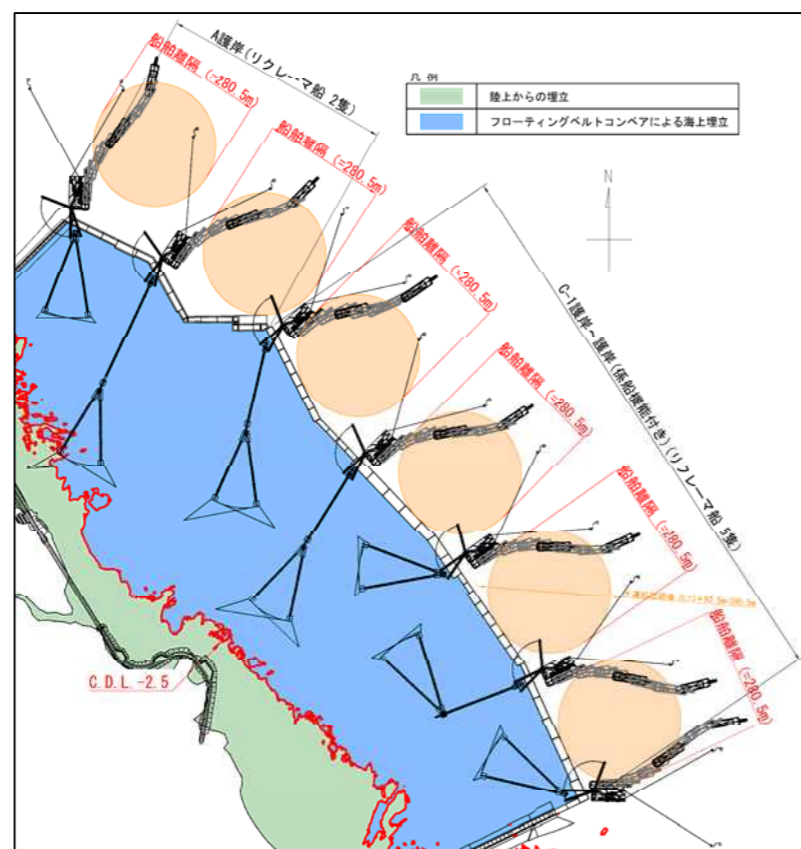 A護岸(リクレーマ船 2隻)
船舶離隔 (=280.5m)
凡 例
陸上からの埋立
フローティングベルトコンベアによる海上埋立
船舶離隔 (=280.5m)
N
船舶離隔 (=280.5m)
C-1護岸~護岸(係船機能付き)(リクレーマ船 5隻)
船舶離隔 (=280.5m)
船舶離隔 (=280.5m)
船舶離隔 (=280.5m)
C.D.L.-2.5